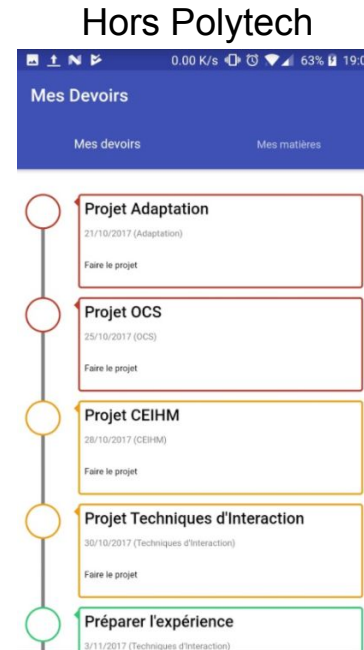 Hors Polytech
0.00 K/s 63% 19:0
Mes Devoirs
Mes devoirs Mes matières
Projet Adaptation
21/10/2017 (Adaptation)
Faire le projet
Projet OCS
25/10/2017 (OCS)
Faire le projet
Projet CEIHM
28/10/2017 (CEIHM)
Faire le projet
Projet Techniques d'Interaction
30/10/2017 (Techniques d'Interaction)
Faire le projet
Préparer l'expérience
3/11/2017 (Techniques d'Interaction)